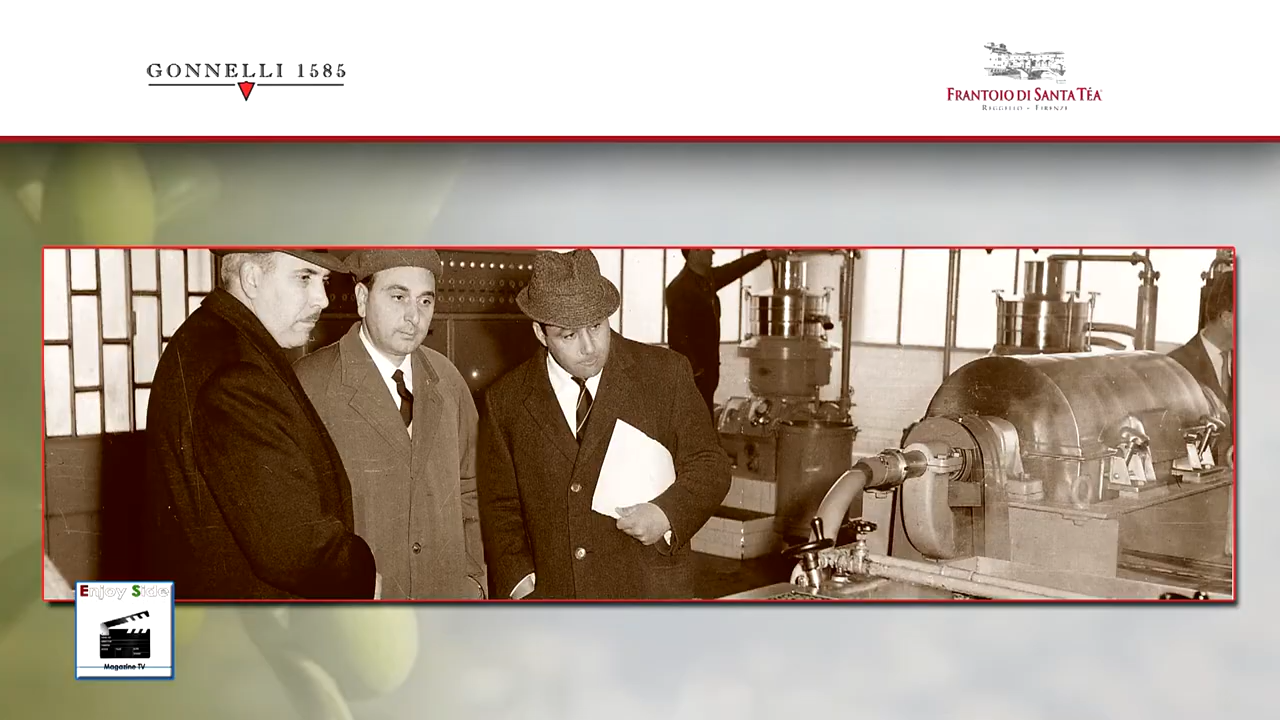 GONNELLI 1585
FRANTOIO DI SANTA TÉA
REGGELLO - FIRENZE
Enjoy Side
Magazine TV